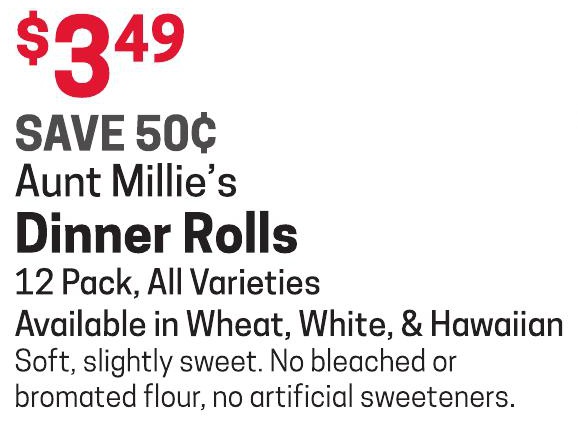 $3.49
SAVE 50¢
Aunt Millie's
Dinner Rolls
12 Pack, All Varieties
Available in Wheat, White, & Hawaiian
Soft, slightly sweet. No bleached or
bromated flour, no artificial sweeteners.